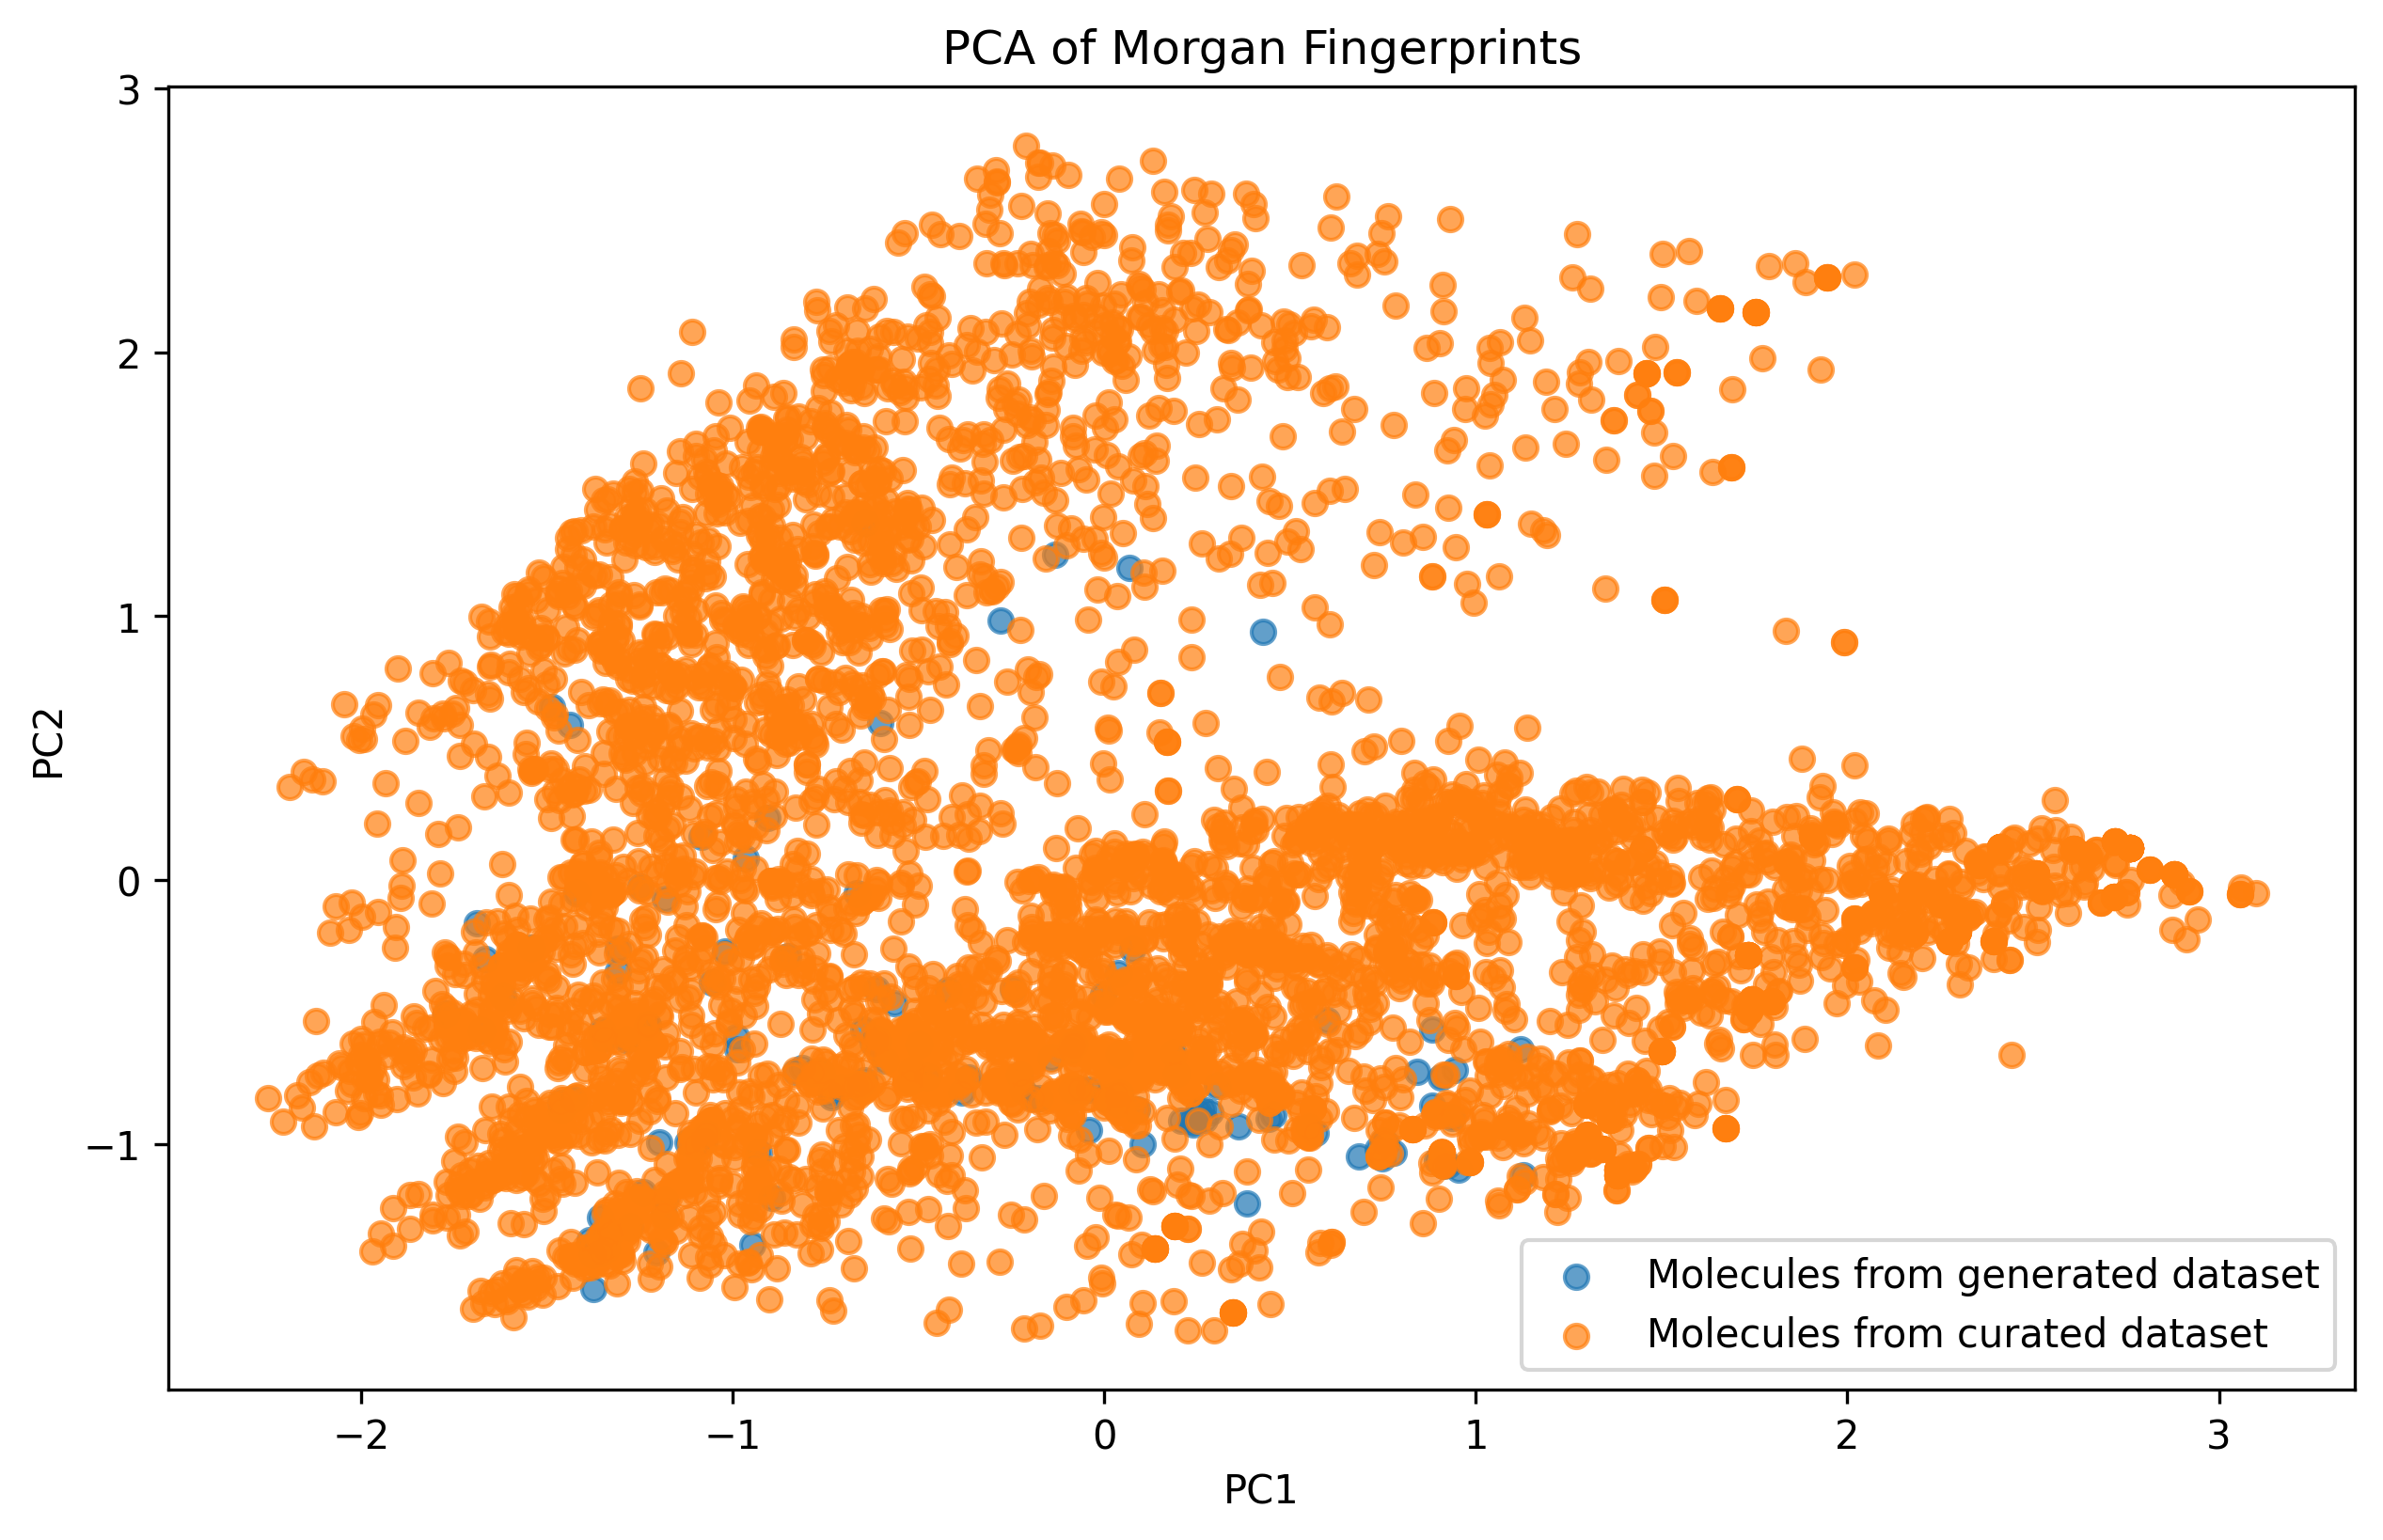 PCA of Morgan Fingerprints
3
2
1
0
−1
PC2
−2
−1
0
1
2
3
PC1
Molecules from generated dataset
Molecules from curated dataset